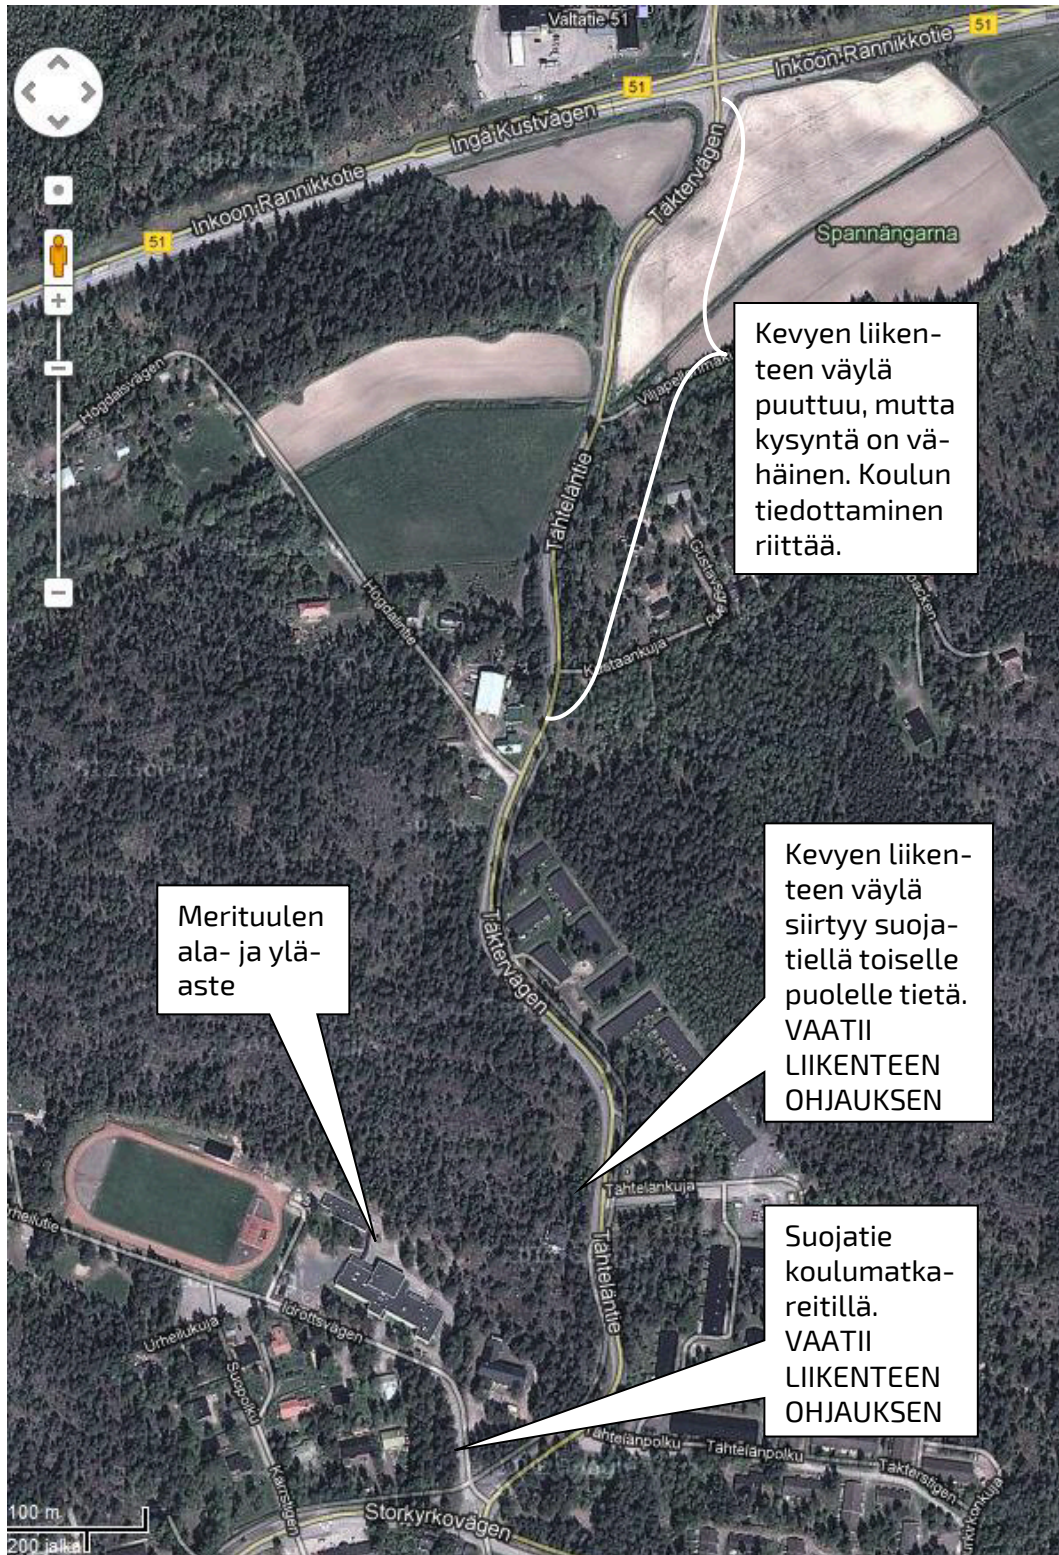 Valtatie 51
51
Inkoon Rannikkotie
51
Ingå Kustvägen
Inkoon Rannikkotie
51
Täktervägen
Spannängarna
Kevyen liiken-
teen väylä
puuttuu, mutta
kysyntä on vä-
häinen. Koulun
tiedottaminen
riittää.
Högdalsvägen
Tähteläntie
Högdalintie
Kustaankuja
Kevyen liiken-
teen väylä
siirtyy suoja-
tiellä toiselle
puolelle tietä.
VAATII
LIIKENTEEN
OHJAUKSEN
Merituulen
ala- ja ylä-
aste
Täktervägen
Tähtelänkuja
Tähteläntie
Suojatie
koulumatka-
reitillä.
VAATII
LIIKENTEEN
OHJAUKSEN
Idrottsvägen
Urheilukuja
Suopolku
Kärrstigen
Tähtelänpolku
Tähtelänpolku
Täkterstigen
Storkyrkovägen
100 m
200 jalkaa